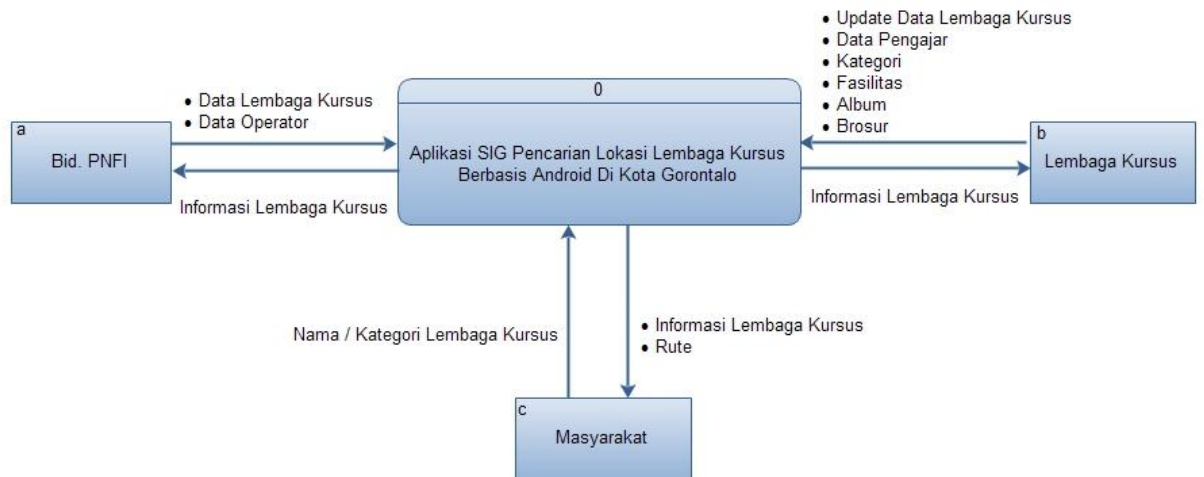 • Update Data Lembaga Kursus
• Data Pengajar
• Kategori
• Fasilitas
• Album
• Brosur
0
• Data Lembaga Kursus
• Data Operator
a
Bid. PNFI
Aplikasi SIG Pencarian Lokasi Lembaga Kursus
Berbasis Android Di Kota Gorontalo
b
Lembaga Kursus
Informasi Lembaga Kursus
Informasi Lembaga Kursus
Nama / Kategori Lembaga Kursus
• Informasi Lembaga Kursus
• Rute
c
Masyarakat